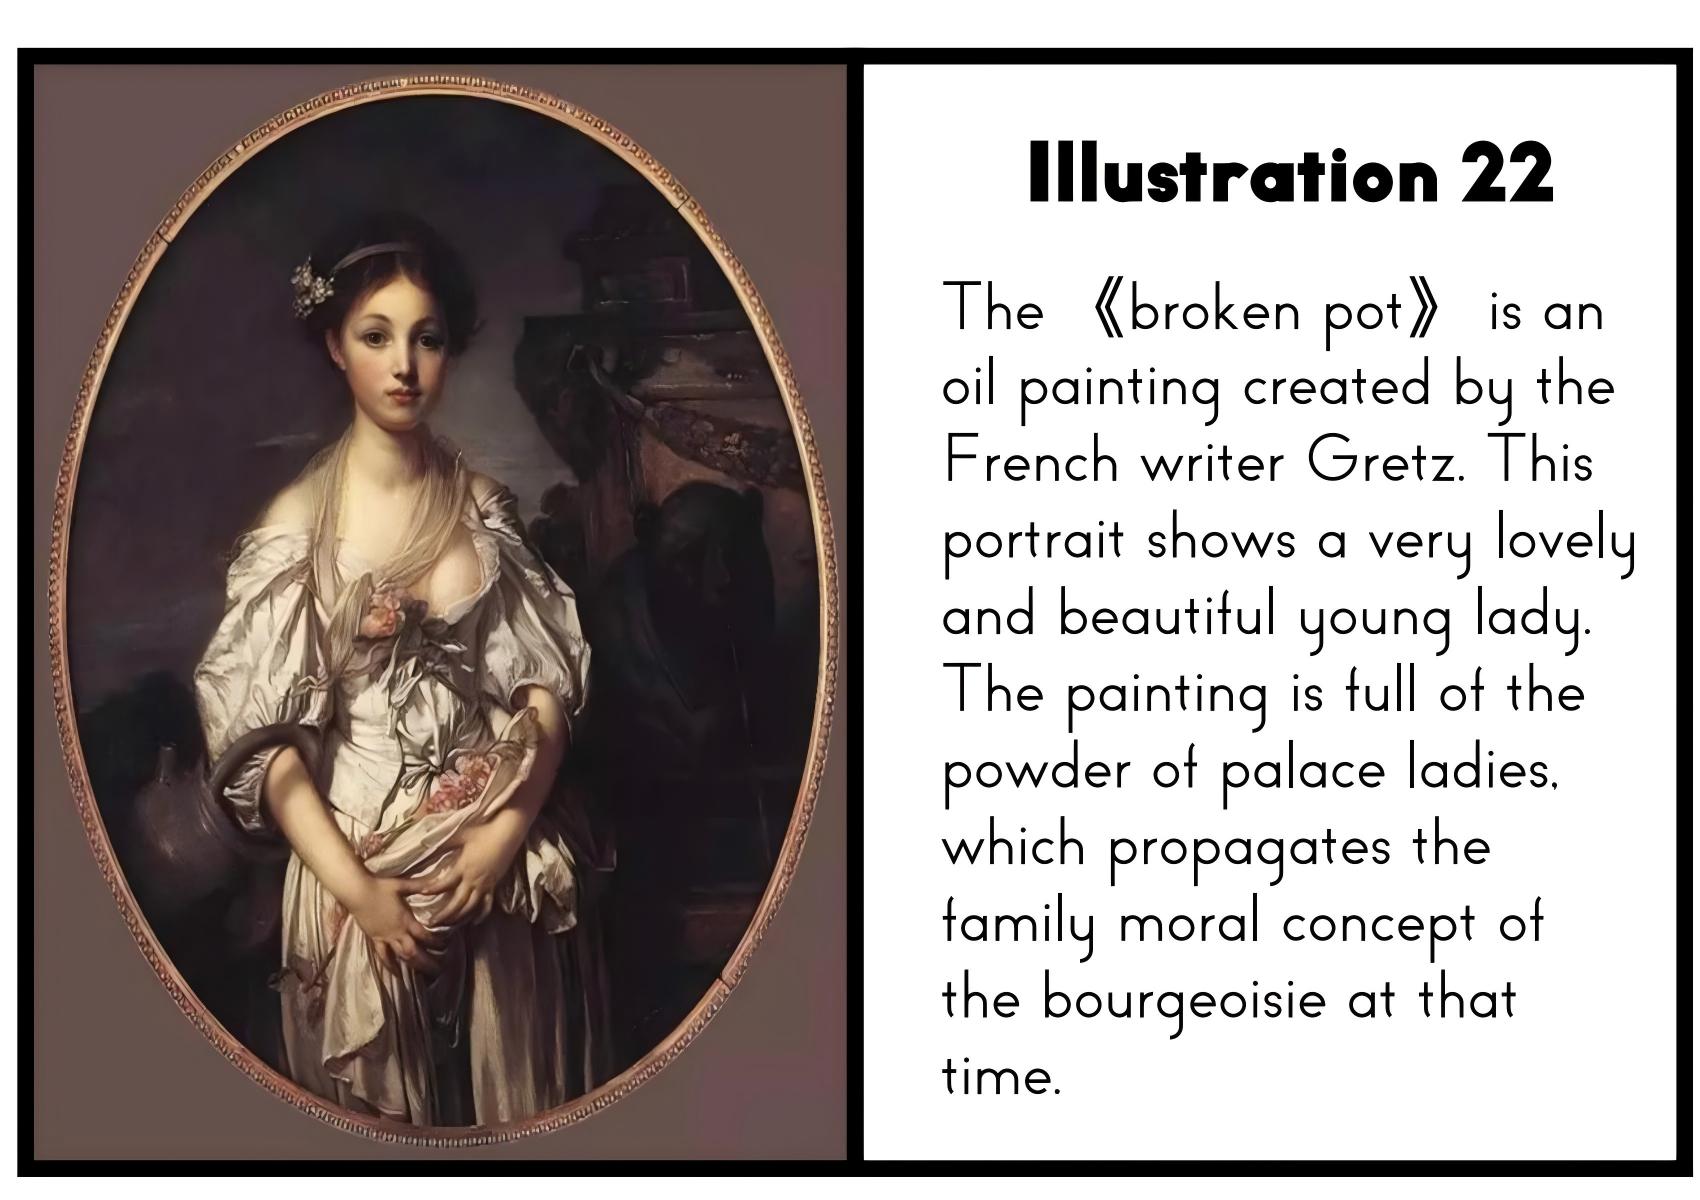 Illustration 22
The 《broken pot》 is an
oil painting created by the
French writer Gretz. This
portrait shows a very lovely
and beautiful young lady.
The painting is full of the
powder of palace ladies,
which propagates the
family moral concept of
the bourgeoisie at that
time.